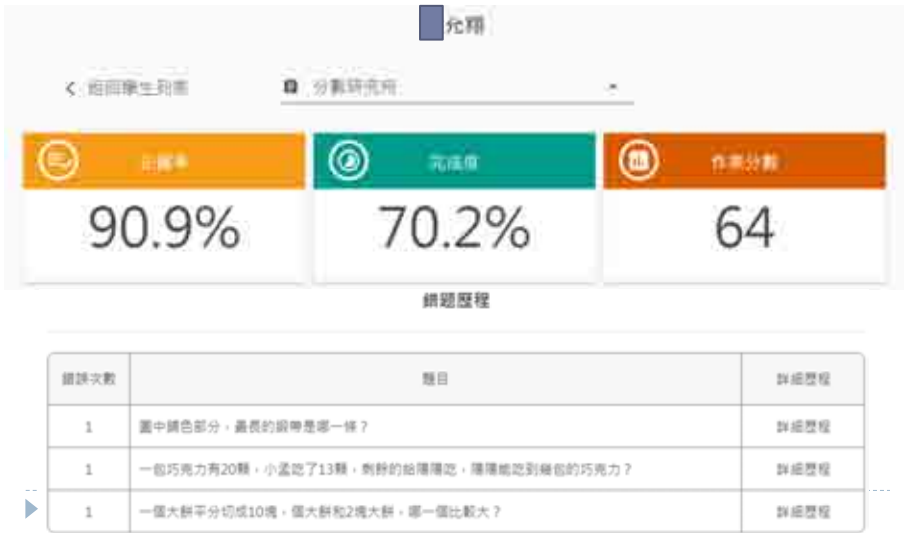 允翔
返回學生列表 分數研究所
正確率 完成度 作業分數
90.9% 70.2% 64
錯題歷程
錯誤次數 題目 詳細歷程
1 圖中鋪色部分，最長的緞帶是哪一條？ 詳細歷程
1 一包巧克力有20顆，小孟吃了13顆，剩餘的給陽陽吃，陽陽能吃到幾包的巧克力？ 詳細歷程
1 一個大餅平分切成10塊，個大餅和2塊大餅，哪一個比較大？ 詳細歷程